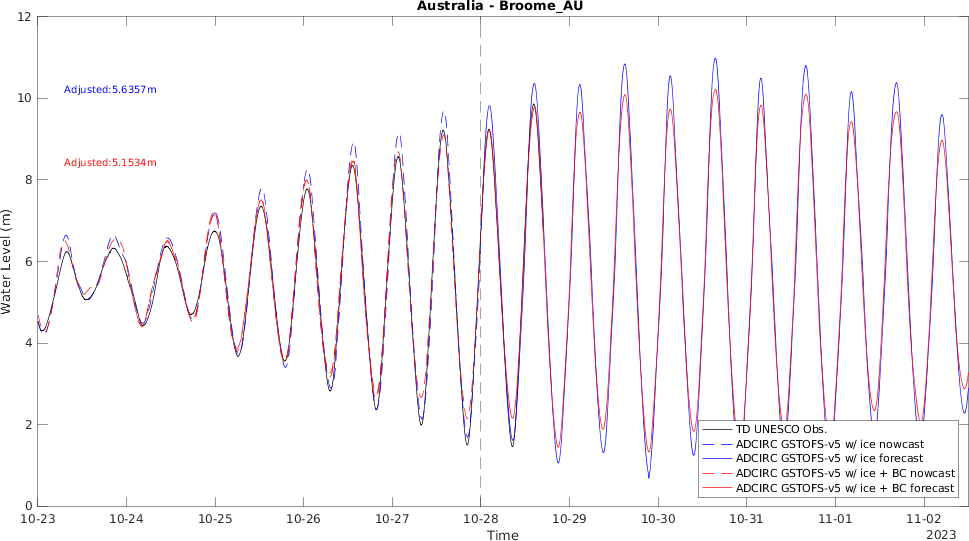 Australia - Broome_AU
12
10
8
6
4
2
0
Water Level (m)
Adjusted:5.6357m
Adjusted:5.1534m
TD UNESCO Obs.
ADCIRC GSTOFS-v5 w/ ice nowcast
ADCIRC GSTOFS-v5 w/ ice forecast
ADCIRC GSTOFS-v5 w/ ice + BC nowcast
ADCIRC GSTOFS-v5 w/ ice + BC forecast
10-23 10-24 10-25 10-26 10-27 10-28 10-29 10-30 10-31 11-01 11-02
Time
2023